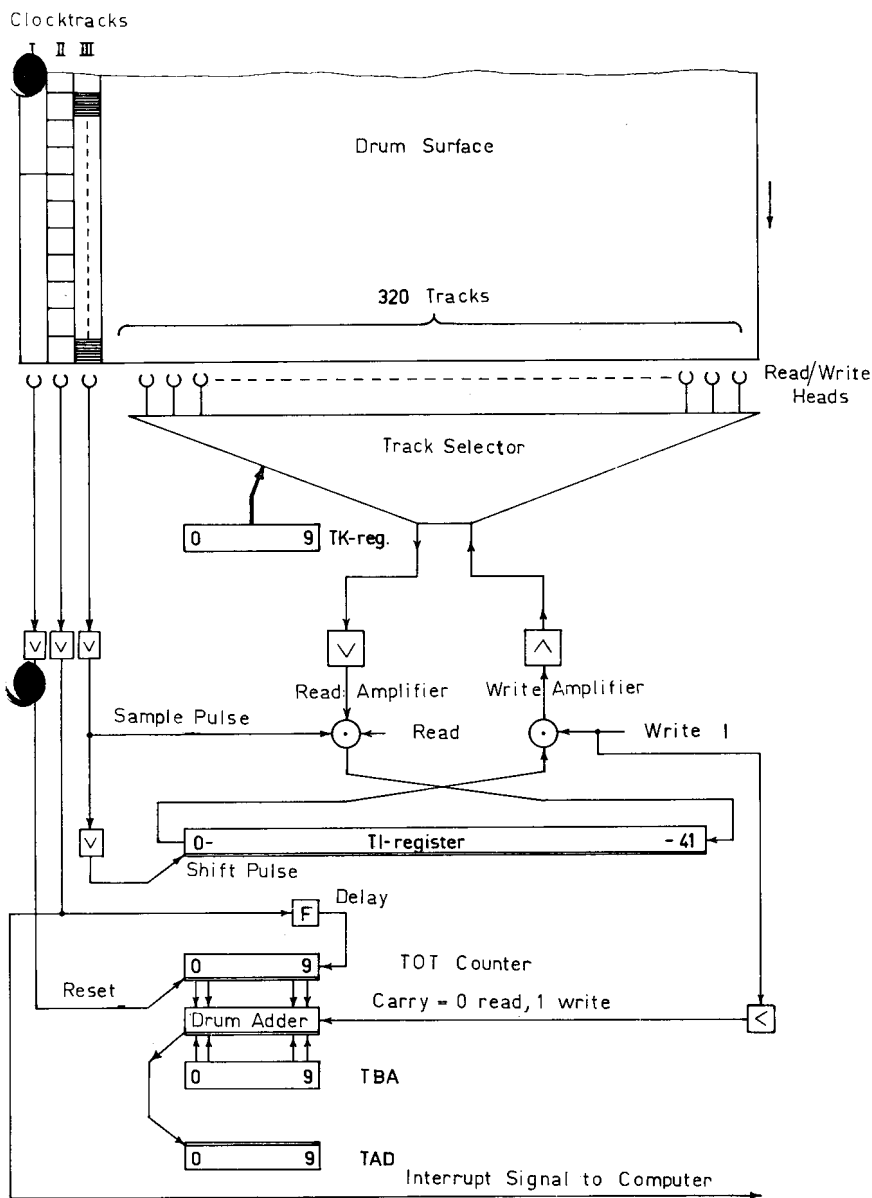 Clocktracks
I II III
Drum Surface
320 Tracks
Read/Write
Heads
Track Selector
0 9 TK-reg.
Read Amplifier
Write Amplifier
Sample Pulse
Read
Write 1
0- TI-register -41
Shift Pulse
Delay
F
0 9 TOT Counter
Reset
Carry = 0 read, 1 write
Drum Adder
0 9 TBA
0 9 TAD
Interrupt Signal to Computer